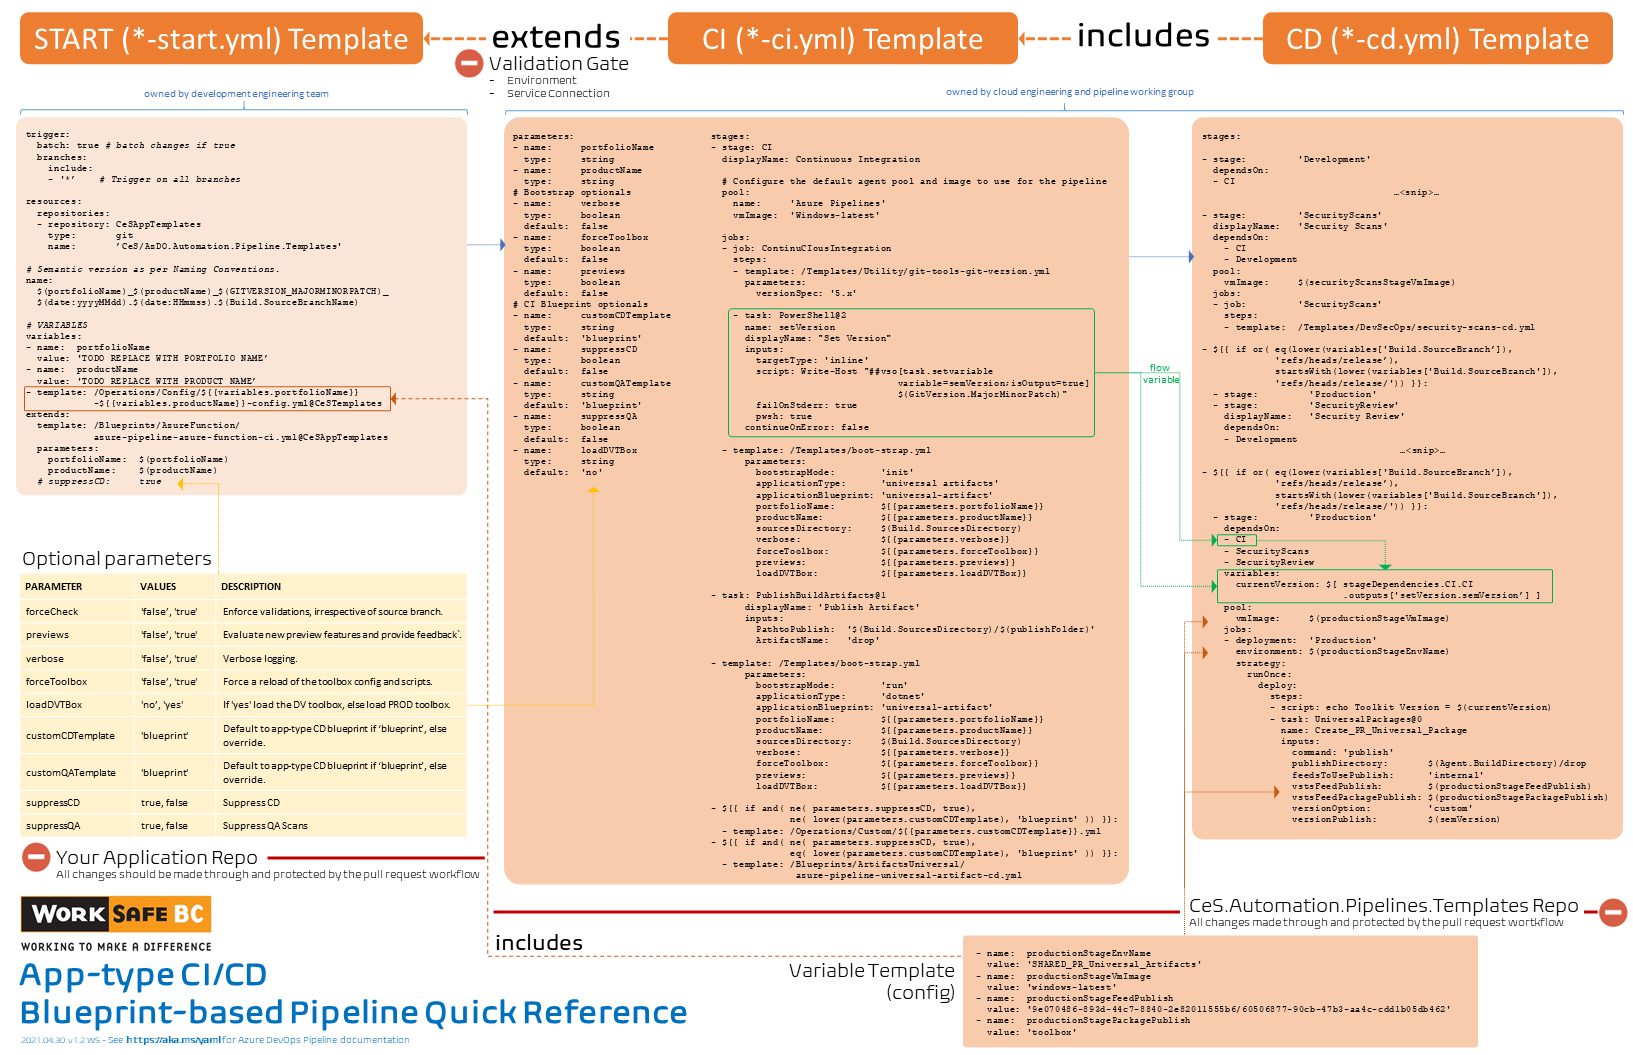 START (*-start.yml) Template
extends
CI (*-ci.yml) Template
includes
CD (*-cd.yml) Template
Validation Gate
- Environment
- Service Connection
owned by development engineering team
owned by cloud engineering and pipeline working group
trigger:
batch: true # batch changes if true
branches:
include:
- '*' # Trigger on all branches
resources:
repositories:
- repository: CeSAppTemplates
type: git
name: 'CeS/AzDO.Automation.Pipeline.Templates'
# Semantic version as per Naming Conventions.
name:
$(portfolioName)_$(productName)_$(GITVERSION_MAJORMINORPATCH)_
$(date:yyyyMMdd).$(date:HHmmss).$(Build.SourceBranchName)
# VARIABLES
variables:
- name: portfolioName
value: 'TODO REPLACE WITH PORTFOLIO NAME'
- name: productName
value: 'TODO REPLACE WITH PRODUCT NAME'
- template: /Operations/Config/${{variables.portfolioName}}
-${{variables.productName}}-config.yml@CeSTemplates
extends:
template: /Blueprints/AzureFunction/
azure-pipeline-azure-function-ci.yml@CeSAppTemplates
parameters:
portfolioName: $(portfolioName)
productName: $(productName)
# suppressCD: true
Optional parameters
PARAMETER VALUES DESCRIPTION
forceCheck 'false', 'true' Enforce validations, irrespective of source branch.
previews 'false', 'true' Evaluate new preview features and provide feedback`.
verbose 'false', 'true' Verbose logging.
forceToolbox 'false', 'true' Force a reload of the toolbox config and scripts.
loadDVTBox 'no', 'yes' If 'yes' load the DV toolbox, else load PROD toolbox.
customCDTemplate 'blueprint' Default to app-type CD blueprint if 'blueprint', else
override.
customQATemplate 'blueprint' Default to app-type CD blueprint if 'blueprint', else
override.
suppressCD true, false Suppress CD
suppressQA true, false Suppress QA Scans
Your Application Repo
All changes should be made through and protected by the pull request workflow
parameters:
- name: portfolioName
type: string
- name: productName
type: string
# Bootstrap optionals
- name: verbose
type: boolean
default: false
- name: forceToolbox
type: boolean
default: false
- name: previews
type: boolean
default: false
# CI Blueprint optionals
- name: customCDTemplate
type: string
default: 'blueprint'
- name: suppressCD
type: boolean
default: false
- name: customQATemplate
type: string
default: 'blueprint'
- name: suppressQA
type: boolean
default: false
- name: loadDVTBox
type: string
default: 'no'
stages:
- stage: CI
displayName: Continuous Integration
# Configure the default agent pool and image to use for the pipeline
pool:
name: 'Azure Pipelines'
vmImage: 'Windows-latest'
jobs:
- job: ContinuCIousIntegration
steps:
- template: /Templates/Utility/git-tools-git-version.yml
parameters:
versionSpec: '5.x'
- task: PowerShell@2
name: setVersion
displayName: "Set Version"
inputs:
targetType: 'inline'
script: Write-Host "##vso[task.setvariable
variable=semVersion;isOutput=true]
$(GitVersion.MajorMinorPatch)"
failOnStderr: true
pwsh: true
continueOnError: false
- template: /Templates/boot-strap.yml
parameters:
bootstrapMode: 'init'
applicationType: 'universal artifacts'
applicationBlueprint: 'universal-artifact'
portfolioName: ${{parameters.portfolioName}}
productName: ${{parameters.productName}}
sourcesDirectory: $(Build.SourcesDirectory)
verbose: ${{parameters.verbose}}
forceToolbox: ${{parameters.forceToolbox}}
previews: ${{parameters.previews}}
loadDVTBox: ${{parameters.loadDVTBox}}
- task: PublishBuildArtifacts@1
displayName: 'Publish Artifact'
inputs:
PathtoPublish: '$(Build.SourcesDirectory)/$(publishFolder)'
ArtifactName: 'drop'
- template: /Templates/boot-strap.yml
parameters:
bootstrapMode: 'run'
applicationType: 'dotnet'
applicationBlueprint: 'universal-artifact'
portfolioName: ${{parameters.portfolioName}}
productName: ${{parameters.productName}}
sourcesDirectory: $(Build.SourcesDirectory)
verbose: ${{parameters.verbose}}
forceToolbox: ${{parameters.forceToolbox}}
previews: ${{parameters.previews}}
loadDVTBox: ${{parameters.loadDVTBox}}
- ${{ if and( ne( parameters.suppressCD, true),
ne( lower(parameters.customCDTemplate), 'blueprint' )) }}:
- template: /Operations/Custom/${{parameters.customCDTemplate}}.yml
- ${{ if and( ne( parameters.suppressCD, true),
eq( lower(parameters.customCDTemplate), 'blueprint' )) }}:
- template: /Blueprints/ArtifactsUniversal/
azure-pipeline-universal-artifact-cd.yml
flow
variable
stages:
- stage: 'Development'
dependsOn:
- CI
…<snip>…
- stage: 'SecurityScans'
displayName: 'Security Scans'
dependsOn:
- CI
- Development
pool:
vmImage: $(securityScansStageVmImage)
jobs:
- job: 'SecurityScans'
steps:
- template: /Templates/DevSecOps/security-scans-cd.yml
- ${{ if or( eq(lower(variables['Build.SourceBranch']),
'refs/heads/release'),
startsWith(lower(variables['Build.SourceBranch']),
'refs/heads/release/')) }}:
- stage: 'Production'
- stage: 'SecurityReview'
displayName: 'Security Review'
dependsOn:
- Development
…<snip>…
- ${{ if or( eq(lower(variables['Build.SourceBranch']),
'refs/heads/release'),
startsWith(lower(variables['Build.SourceBranch']),
'refs/heads/release/')) }}:
- stage: 'Production'
dependsOn:
- CI
- SecurityScans
- SecurityReview
variables:
currentVersion: $[ stageDependencies.CI.CI
.outputs['setVersion.semVersion'] ]
pool:
vmImage: $(productionStageVmImage)
jobs:
- deployment: 'Production'
environment: $(productionStageEnvName)
strategy:
runOnce:
deploy:
steps:
- script: echo Toolkit Version = $(currentVersion)
- task: UniversalPackages@0
name: Create_PR_Universal_Package
inputs:
command: 'publish'
publishDirectory: $(Agent.BuildDirectory)/drop
feedsToUsePublish: 'internal'
vstsFeedPublish: $(productionStageFeedPublish)
vstsFeedPackagePublish: $(productionStagePackagePublish)
versionOption: 'custom'
versionPublish: $(semVersion)
CeS.Automation.Pipelines.Templates Repo
All changes made through and protected by the pull request wortkflow
includes
Variable Template
(config)
- name: productionStageEnvName
value: 'SHARED_PR_Universal_Artifacts'
- name: productionStageVmImage
value: 'windows-latest'
- name: productionStageFeedPublish
value: '9e070486-893d-44c7-8840-2e82011555b6/60506877-90cb-47b3-aa4c-cdd1b05db462'
- name: productionStagePackagePublish
value: 'toolbox'
WORK SAFE BC
WORKING TO MAKE A DIFFERENCE
App-type CI/CD
Blueprint-based Pipeline Quick Reference
2021.04.30 v1.2 WS - See https://aka.ms/yaml for Azure DevOps Pipeline documentation